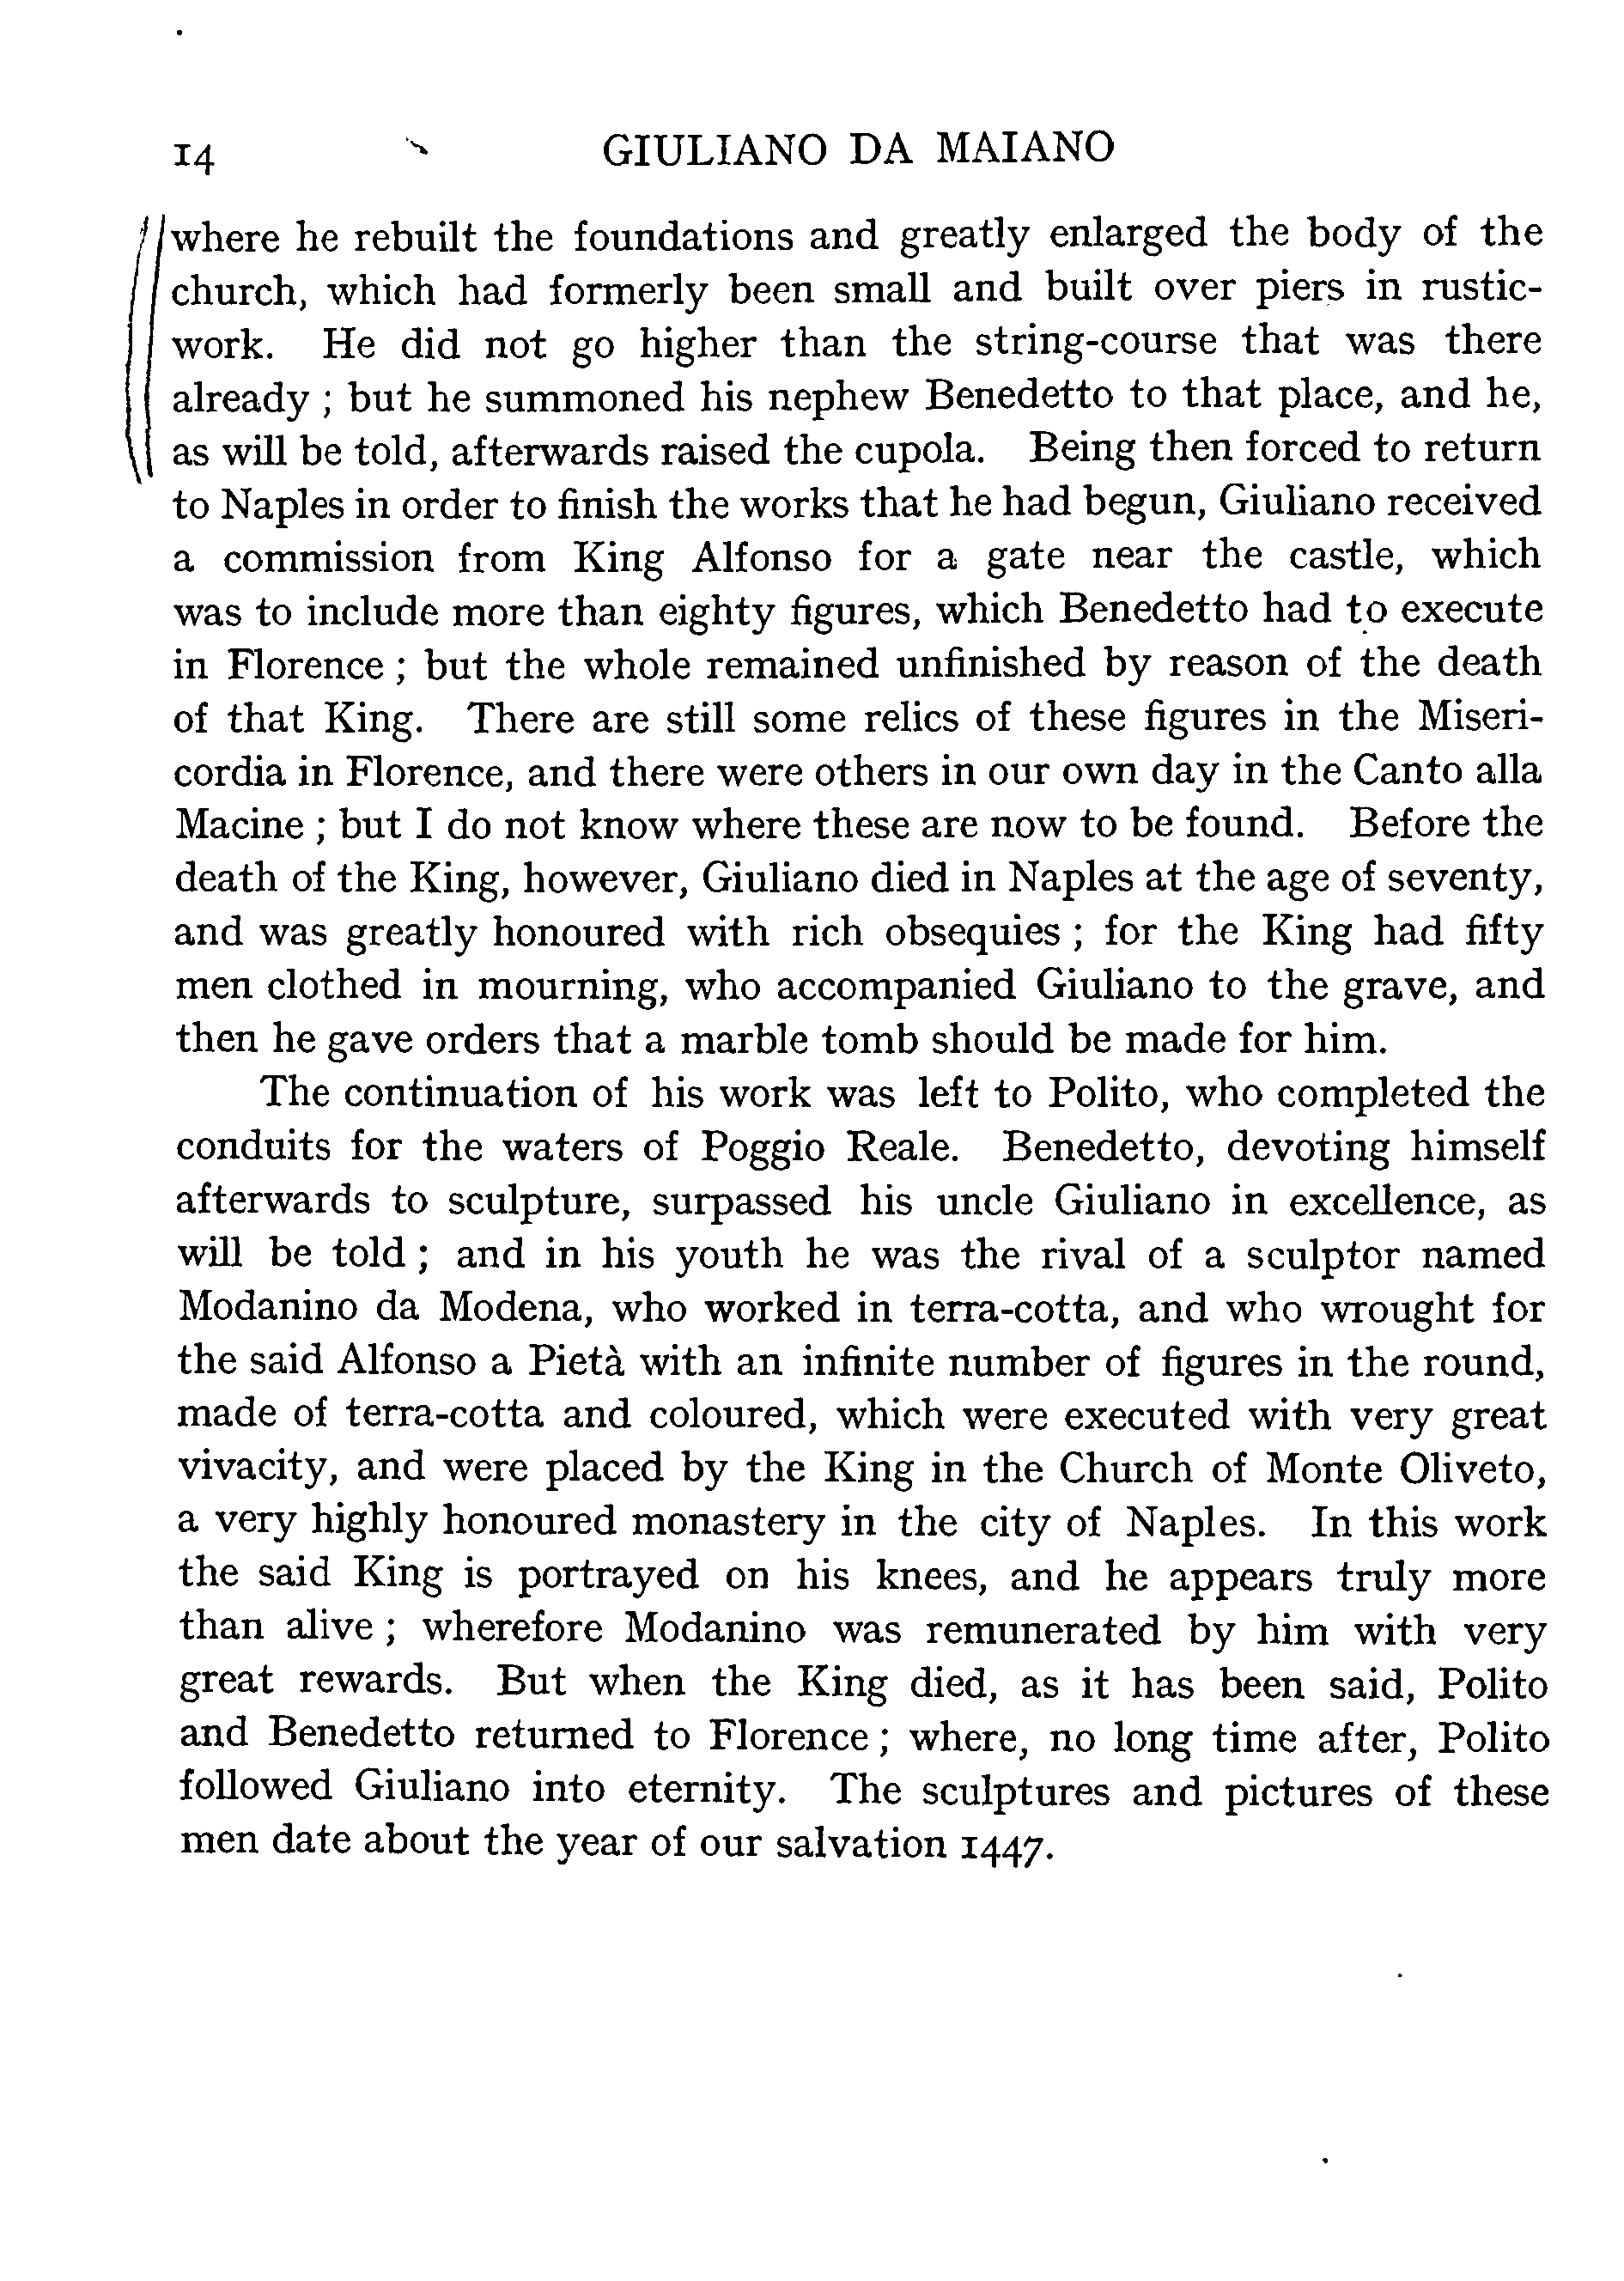 14 GIULIANO DA MAIANO
where he rebuilt the foundations and greatly enlarged the body of the
church, which had formerly been small and built over piers in rustic-
work. He did not go higher than the string-course that was there
already ; but he summoned his nephew Benedetto to that place, and he,
as will be told, afterwards raised the cupola. Being then forced to return
to Naples in order to finish the works that he had begun, Giuliano received
a commission from King Alfonso for a gate near the castle, which
was to include more than eighty figures, which Benedetto had to execute
in Florence ; but the whole remained unfinished by reason of the death
of that King. There are still some relics of these figures in the Miseri-
cordia in Florence, and there were others in our own day in the Canto alla
Macine ; but I do not know where these are now to be found. Before the
death of the King, however, Giuliano died in Naples at the age of seventy,
and was greatly honoured with rich obsequies ; for the King had fifty
men clothed in mourning, who accompanied Giuliano to the grave, and
then he gave orders that a marble tomb should be made for him.
The continuation of his work was left to Polito, who completed the
conduits for the waters of Poggio Reale. Benedetto, devoting himself
afterwards to sculpture, surpassed his uncle Giuliano in excellence, as
will be told ; and in his youth he was the rival of a sculptor named
Modanino da Modena, who worked in terra-cotta, and who wrought for
the said Alfonso a Pietà with an infinite number of figures in the round,
made of terra-cotta and coloured, which were executed with very great
vivacity, and were placed by the King in the Church of Monte Oliveto,
a very highly honoured monastery in the city of Naples. In this work
the said King is portrayed on his knees, and he appears truly more
than alive ; wherefore Modanino was remunerated by him with very
great rewards. But when the King died, as it has been said, Polito
and Benedetto returned to Florence ; where, no long time after, Polito
followed Giuliano into eternity. The sculptures and pictures of these
men date about the year of our salvation 1447.